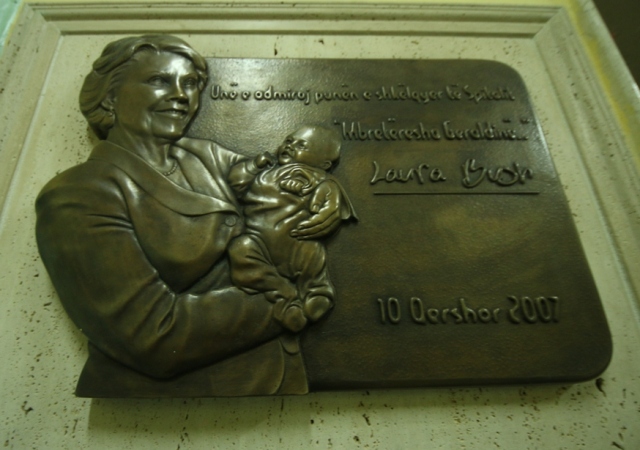 Unë e admiroj punën e shkëlqyer të Spitalit
"Mbretëresha Geraldinë"
Laura Bush
10 Qershor 2007